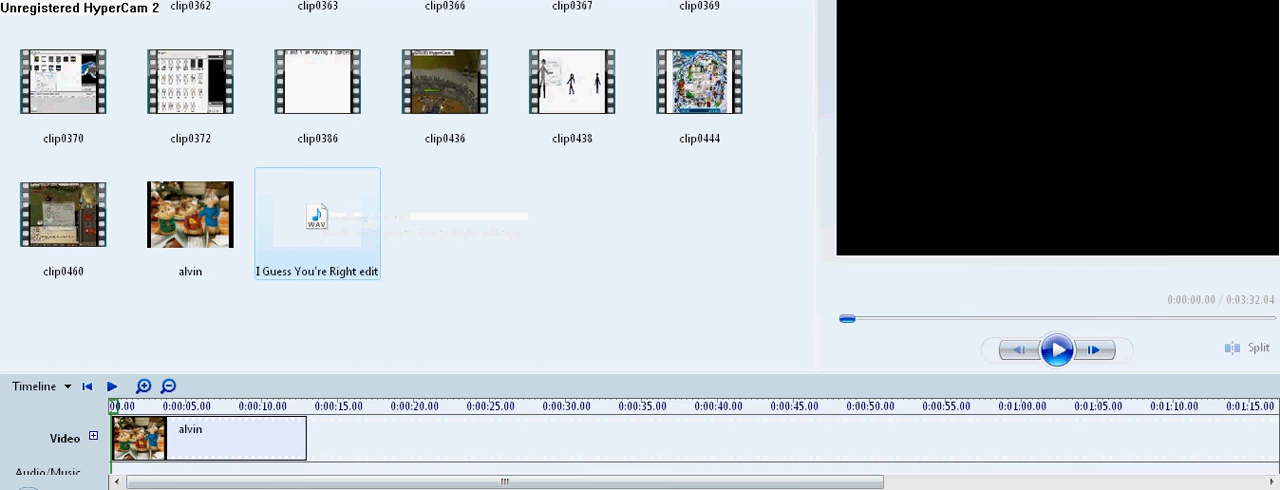 Unregistered HyperCam 2
clip0362 clip0363 clip0366 clip0367 clip0369
clip0370 clip0372 clip0386 clip0436 clip0438 clip0444
WAV
clip0460 alvin I Guess You're Right edit
0:00:00.00 / 0:03:32.04
Split
Timeline
00.00 0:00:05.00 0:00:10.00 0:00:15.00 0:00:20.00 0:00:25.00 0:00:30.00 0:00:35.00 0:00:40.00 0:00:45.00 0:00:50.00 0:00:55.00 0:01:00.00 0:01:05.00 0:01:10.00 0:01:15.00
alvin
Video
Audio/Music